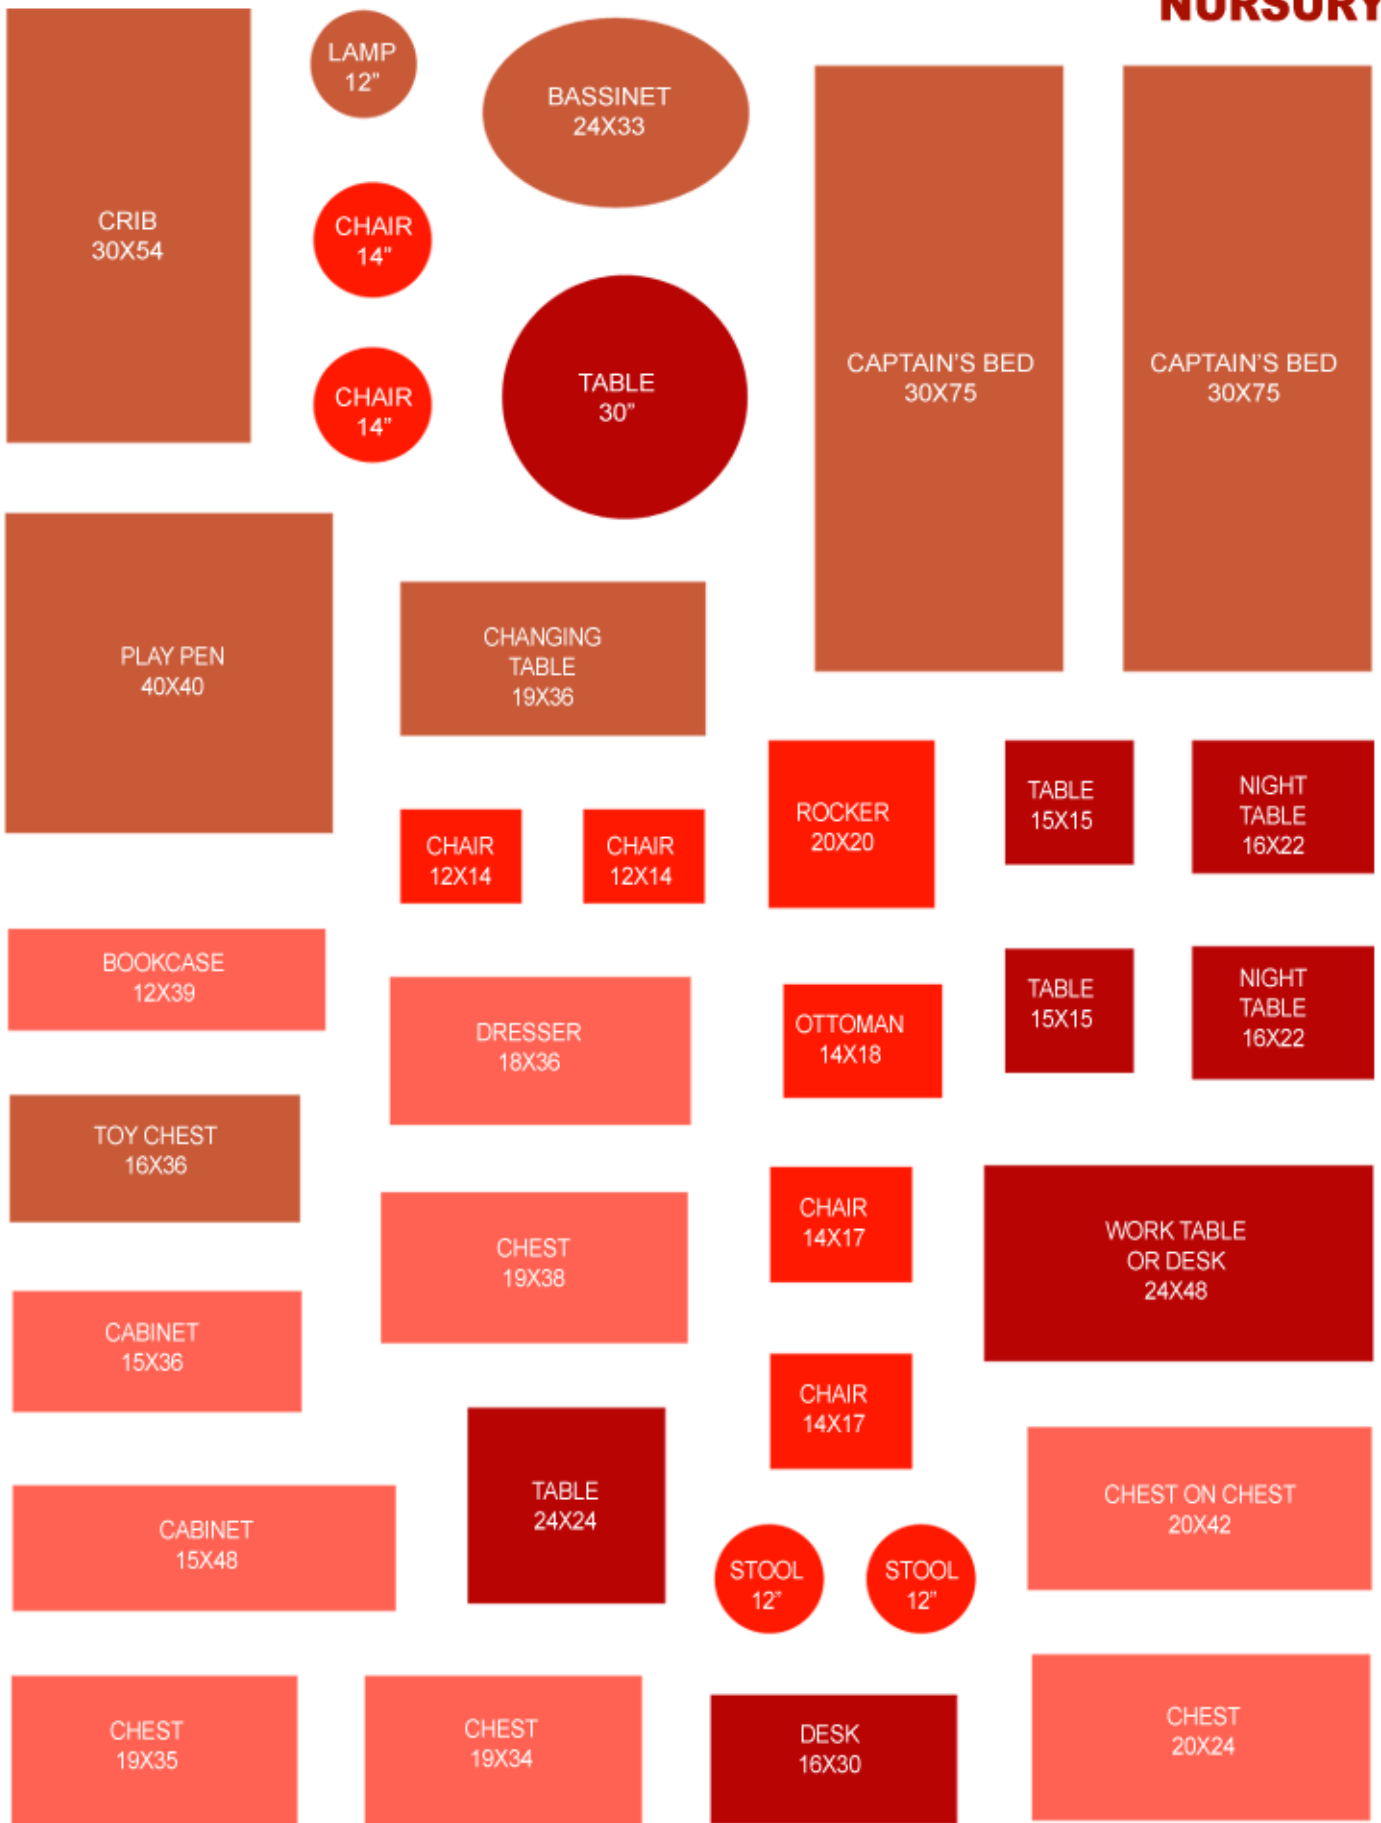 NURSURY
LAMP
12"
BASSINET
24X33
CRIB
30X54
CHAIR
14"
CHAIR
14"
TABLE
30”
CAPTAIN'S BED
30X75
CAPTAIN'S BED
30X75
PLAY PEN
40X40
CHANGING
TABLE
19X36
CHAIR
12X14
CHAIR
12X14
ROCKER
20X20
TABLE
15X15
NIGHT
TABLE
16X22
BOOKCASE
12X39
DRESSER
18X36
OTTOMAN
14X18
TABLE
15X15
NIGHT
TABLE
16X22
TOY CHEST
16X36
CHEST
19X38
CHAIR
14X17
WORK TABLE
OR DESK
24X48
CABINET
15X36
CHAIR
14X17
CABINET
15X48
TABLE
24X24
STOOL
12"
STOOL
12"
CHEST ON CHEST
20X42
CHEST
19X35
CHEST
19X34
DESK
16X30
CHEST
20X24